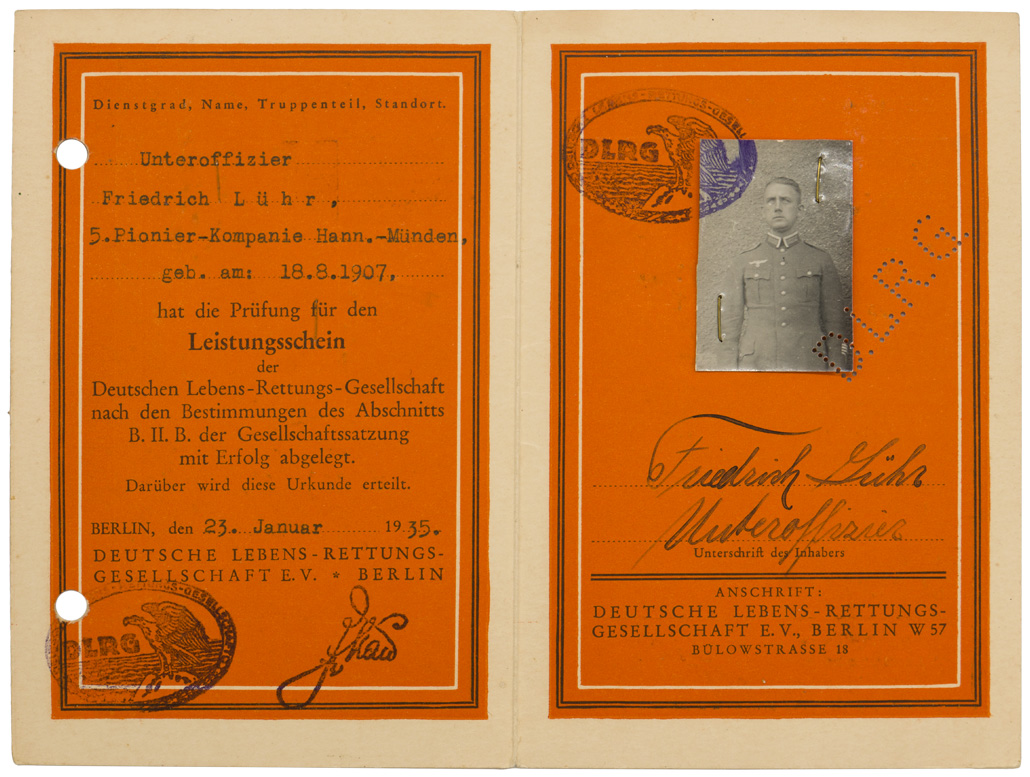 Dienstgrad, Name, Truppenteil, Standort.
Unteroffizier
Friedrich Lühr,
5.Pionier-Kompanie Hann.-Münden,
geb. am: 18.8.1907,
hat die Prüfung für den
Leistungsschein
der
Deutschen Lebens-Rettungs-Gesellschaft
nach den Bestimmungen des Abschnitts
B. II. B. der Gesellschaftssatzung
mit Erfolg abgelegt.
Darüber wird diese Urkunde erteilt.
BERLIN, den 23. Januar 1935.
DEUTSCHE LEBENS-RETTUNGS-
GESELLSCHAFT E.V. * BERLIN
DLRG
DLRG
DLRG
Friedrich Lühr
Unteroffizier
Unterschrift des Inhabers
ANSCHRIFT:
DEUTSCHE LEBENS-RETTUNGS-
GESELLSCHAFT E.V., BERLIN W 57
BÜLOWSTRASSE 18